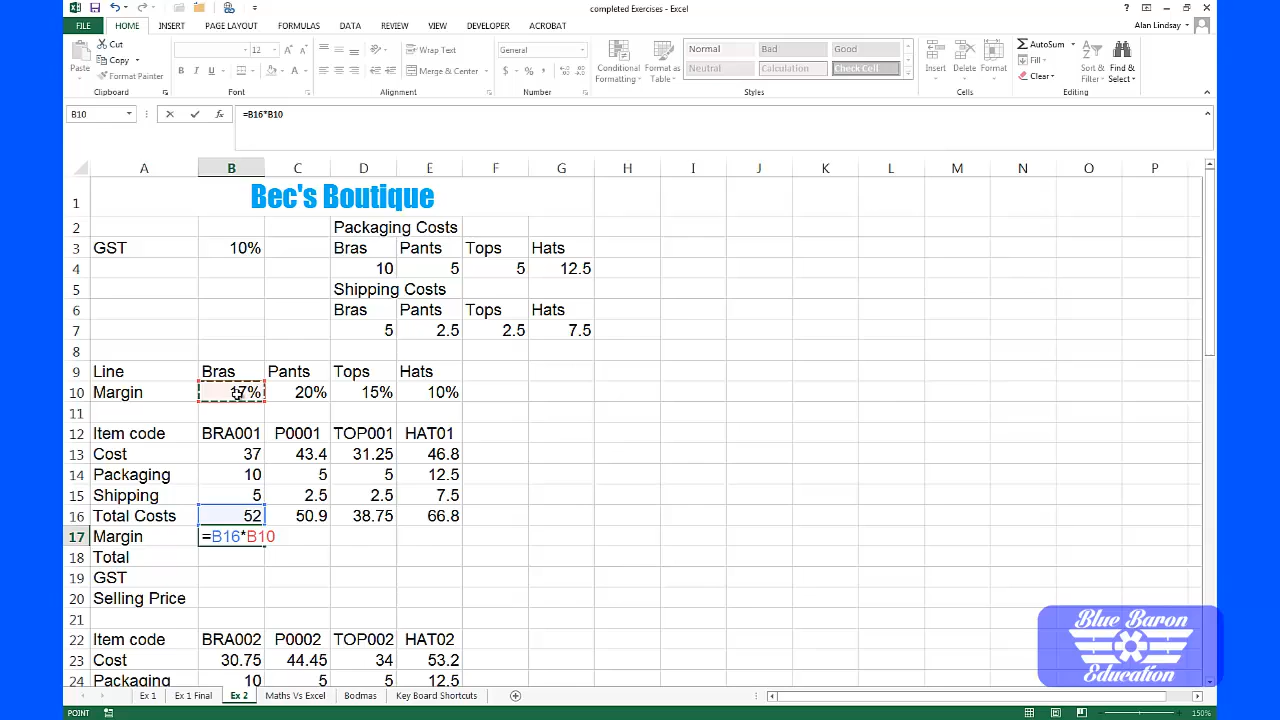 completed Exercises - Excel
FILE HOME INSERT PAGE LAYOUT FORMULAS DATA REVIEW VIEW DEVELOPER ACROBAT Alan Lindsay
Cut
Copy
Format Painter
Paste
12
Wrap Text
Merge & Center
General
Conditional Formatting
Format as Table
Normal Bad Good
Neutral Calculation Check Cell
Insert Delete Format
AutoSum
Fill
Clear
Sort & Filter
Find & Select
Clipboard Font Alignment Number Styles Cells Editing
B10 =B16*B10
A B C D E F G H I J K L M N O P
1 Bec's Boutique
2 Packaging Costs
3 GST 10% Bras Pants Tops Hats
4 10 5 5 12.5
5 Shipping Costs
6 Bras Pants Tops Hats
7 5 2.5 2.5 7.5
8
9 Line Bras Pants Tops Hats
10 Margin 17% 20% 15% 10%
11
12 Item code BRA001 P0001 TOP001 HAT01
13 Cost 37 43.4 31.25 46.8
14 Packaging 10 5 5 12.5
15 Shipping 5 2.5 2.5 7.5
16 Total Costs 52 50.9 38.75 66.8
17 Margin =B16*B10
18 Total
19 GST
20 Selling Price
21
22 Item code BRA002 P0002 TOP002 HAT02
23 Cost 30.75 44.45 34 53.2
24 Packaging 10 5 5 12.5
Blue Baron
Education
Ex 1 Ex 1 Final Ex 2 Maths Vs Excel Bodmas Key Board Shortcuts
POINT 150%